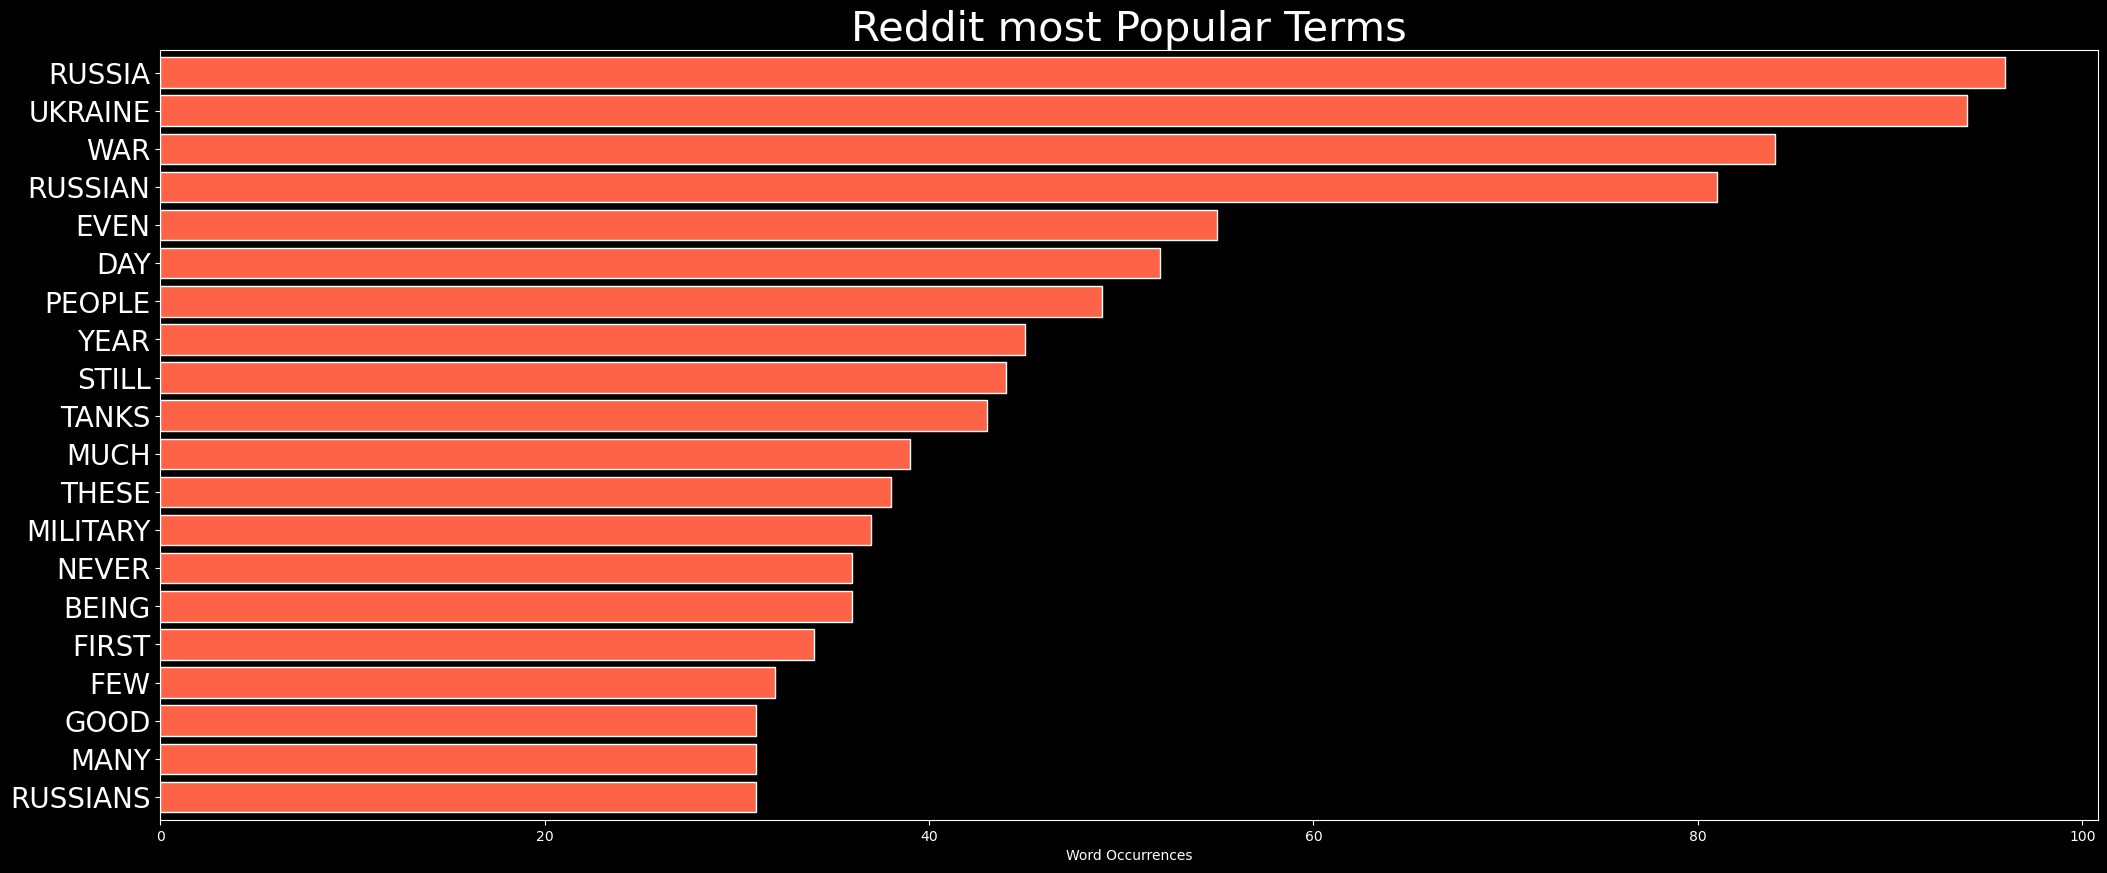 Reddit most Popular Terms
RUSSIA
UKRAINE
WAR
RUSSIAN
EVEN
DAY
PEOPLE
YEAR
STILL
TANKS
MUCH
THESE
MILITARY
NEVER
BEING
FIRST
FEW
GOOD
MANY
RUSSIANS
0 20 40 60 80 100
Word Occurrences